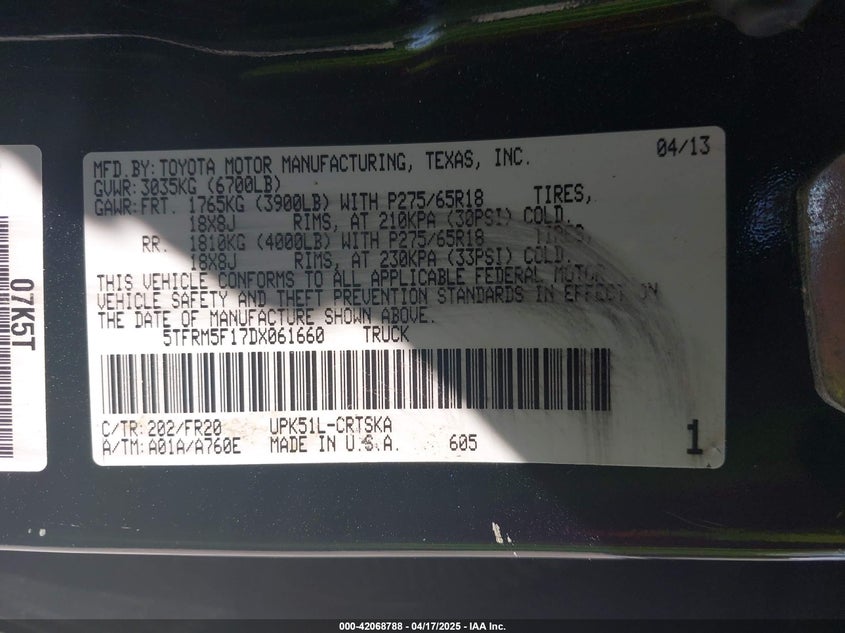 MFD.BY: TOYOTA MOTOR MANUFACTURING, TEXAS, INC. 04/13
GVWR: 3035KG (6700LB)
GAWR: FRT. 1765KG (3900LB) WITH P275/65R18 TIRES,
18X8J RIMS, AT 210KPA (30PSI) COLD.
RR. 1810KG (4000LB) WITH P275/65R18 TIRES,
18X8J RIMS, AT 230KPA (33PSI) COLD.
THIS VEHICLE CONFORMS TO ALL APPLICABLE FEDERAL MOTOR
VEHICLE SAFETY AND THEFT PREVENTION STANDARDS IN EFFECT ON
THE DATE OF MANUFACTURE SHOWN ABOVE.
5TFRM5F17DX061660 TRUCK
C/TR: 202/FR20 UPK51L-CRTSKA
A/TM: A01A/A760E MADE IN U.S.A. 605 1
07K5T
000-42068788 - 04/17/2025 - IAA Inc.